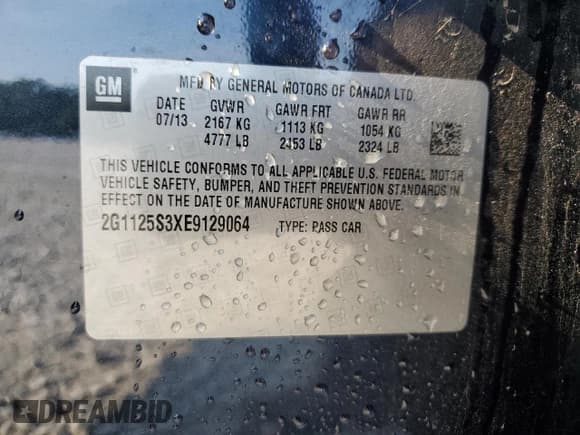 GM
MFD BY GENERAL MOTORS OF CANADA LTD
DATE GVWR GAWR FRT GAWR RR
07/13 2167 KG 1113 KG 1054 KG
4777 LB 2453 LB 2324 LB
THIS VEHICLE CONFORMS TO ALL APPLICABLE U.S. FEDERAL MOTOR
VEHICLE SAFETY, BUMPER, AND THEFT PREVENTION STANDARDS IN
EFFECT ON THE DATE OF MANUFACTURE SHOWN ABOVE.
2G1125S3XE9129064 TYPE: PASS CAR
DREAMBID